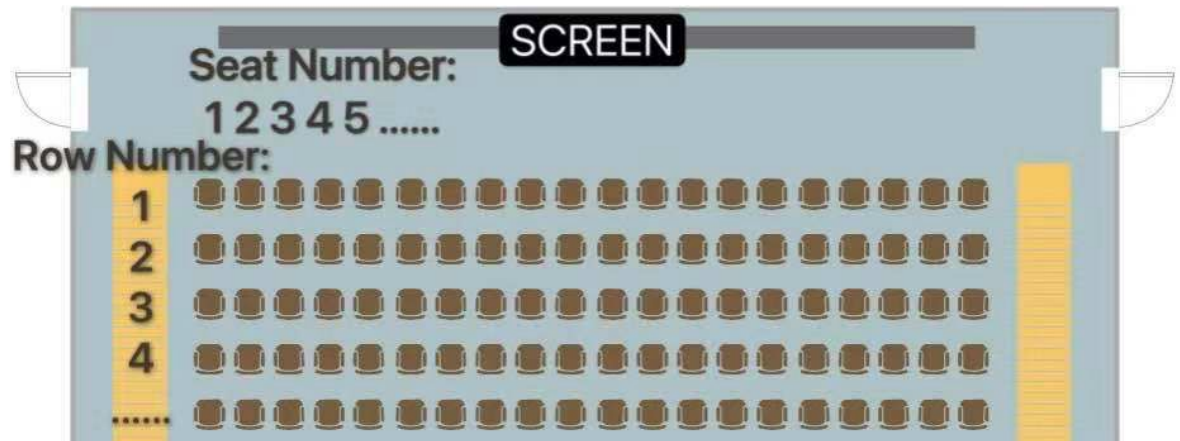 SCREEN
Seat Number:
1 2 3 4 5 ......
Row Number:
1
2
3
4
......